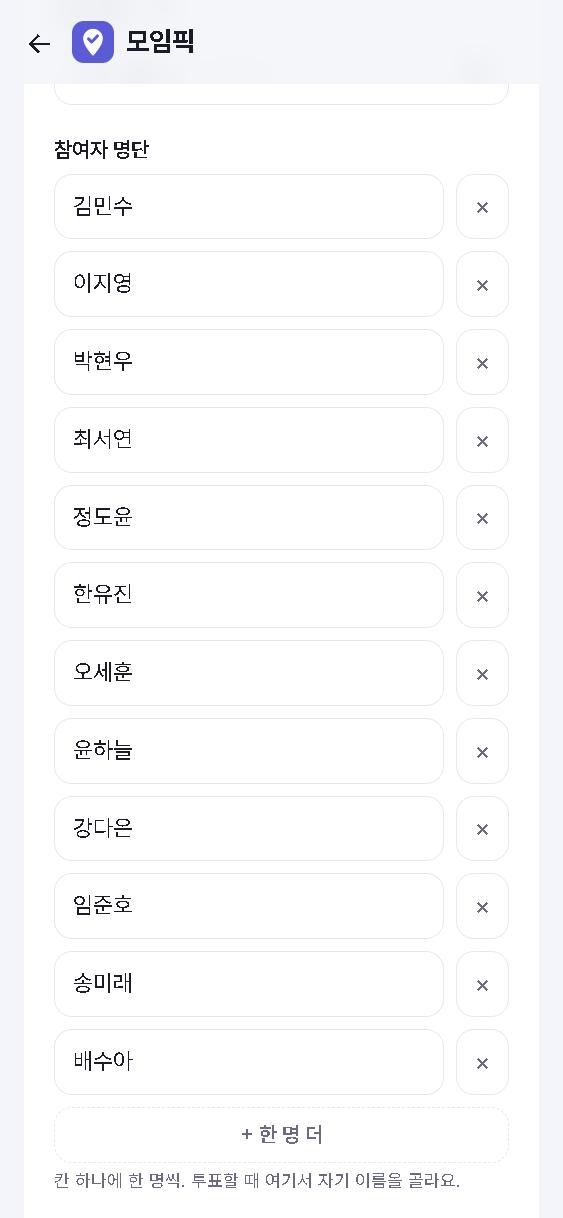 모임픽
참여자 명단
김민수 ×
이지영 ×
박현우 ×
최서연 ×
정도윤 ×
한유진 ×
오세훈 ×
윤하늘 ×
강다은 ×
임준호 ×
송미래 ×
배수아 ×
+ 한 명 더
칸 하나에 한 명씩. 투표할 때 여기서 자기 이름을 골라요.